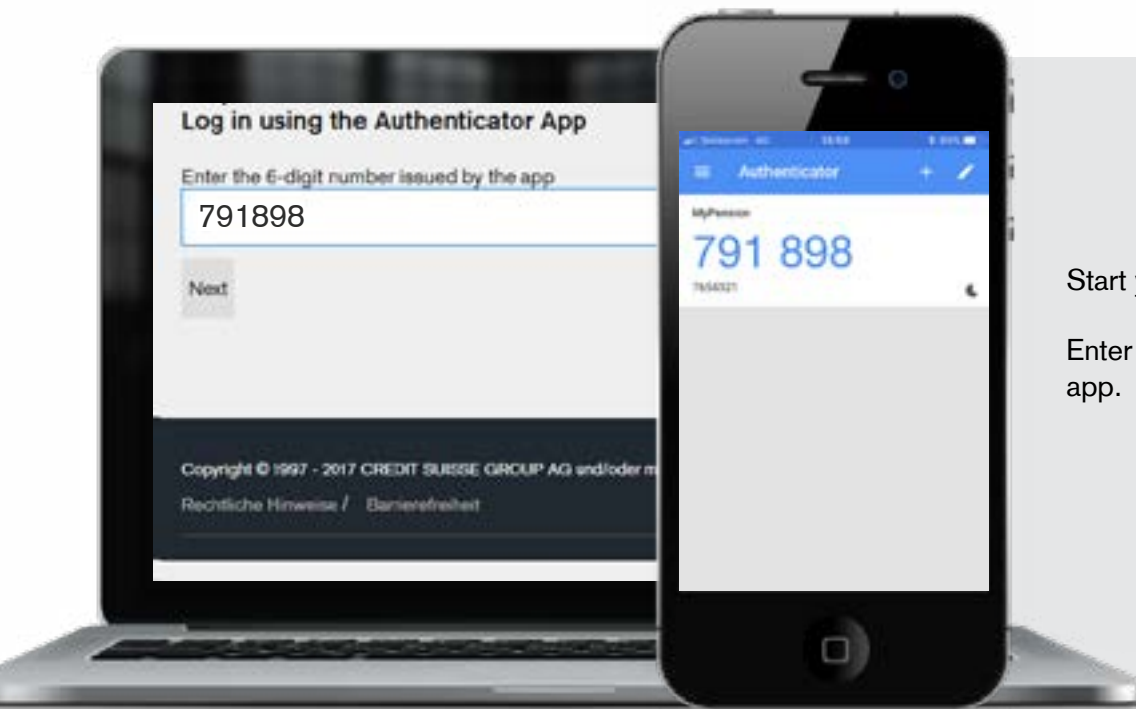 Log in using the Authenticator App
Enter the 6-digit number issued by the app
791898
Next
Copyright © 1997 - 2017 CREDIT SUISSE GROUP AG und/oder m
Rechtliche Hinweise / Barrierefreiheit
Authenticator
MyPension
791 898
7654321
Start
Enter
app.